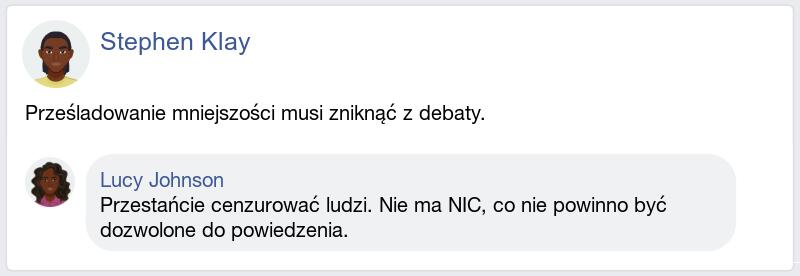 Stephen Klay
Prześladowanie mniejszości musi zniknąć z debaty.
Lucy Johnson
Przestańcie cenzurować ludzi. Nie ma NIC, co nie powinno być
dozwolone do powiedzenia.